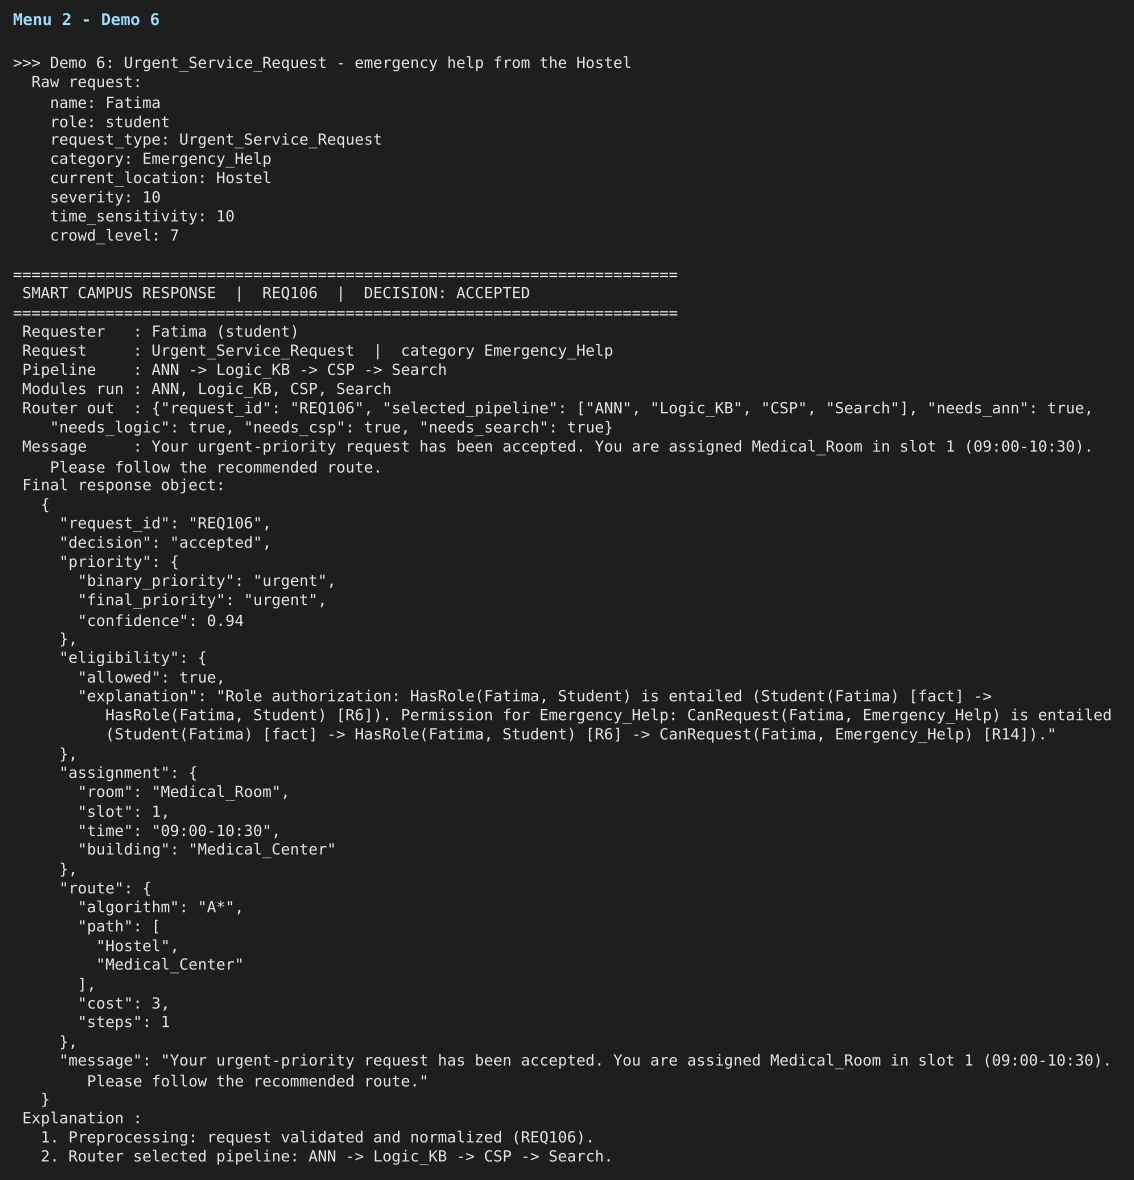 Menu 2 - Demo 6
>>> Demo 6: Urgent_Service_Request - emergency help from the Hostel
  Raw request:
    name: Fatima
    role: student
    request_type: Urgent_Service_Request
    category: Emergency_Help
    current_location: Hostel
    severity: 10
    time_sensitivity: 10
    crowd_level: 7
========================================================================
 SMART CAMPUS RESPONSE  |  REQ106  |  DECISION: ACCEPTED
========================================================================
 Requester   : Fatima (student)
 Request     : Urgent_Service_Request  |  category Emergency_Help
 Pipeline    : ANN -> Logic_KB -> CSP -> Search
 Modules run : ANN, Logic_KB, CSP, Search
 Router out  : {"request_id": "REQ106", "selected_pipeline": ["ANN", "Logic_KB", "CSP", "Search"], "needs_ann": true,
    "needs_logic": true, "needs_csp": true, "needs_search": true}
 Message     : Your urgent-priority request has been accepted. You are assigned Medical_Room in slot 1 (09:00-10:30).
    Please follow the recommended route.
 Final response object:
   {
     "request_id": "REQ106",
     "decision": "accepted",
     "priority": {
       "binary_priority": "urgent",
       "final_priority": "urgent",
       "confidence": 0.94
     },
     "eligibility": {
       "allowed": true,
       "explanation": "Role authorization: HasRole(Fatima, Student) is entailed (Student(Fatima) [fact] ->
          HasRole(Fatima, Student) [R6]). Permission for Emergency_Help: CanRequest(Fatima, Emergency_Help) is entailed
          (Student(Fatima) [fact] -> HasRole(Fatima, Student) [R6] -> CanRequest(Fatima, Emergency_Help) [R14])."
     },
     "assignment": {
       "room": "Medical_Room",
       "slot": 1,
       "time": "09:00-10:30",
       "building": "Medical_Center"
     },
     "route": {
       "algorithm": "A*",
       "path": [
         "Hostel",
         "Medical_Center"
       ],
       "cost": 3,
       "steps": 1
     },
     "message": "Your urgent-priority request has been accepted. You are assigned Medical_Room in slot 1 (09:00-10:30).
        Please follow the recommended route."
   }
 Explanation :
   1. Preprocessing: request validated and normalized (REQ106).
   2. Router selected pipeline: ANN -> Logic_KB -> CSP -> Search.